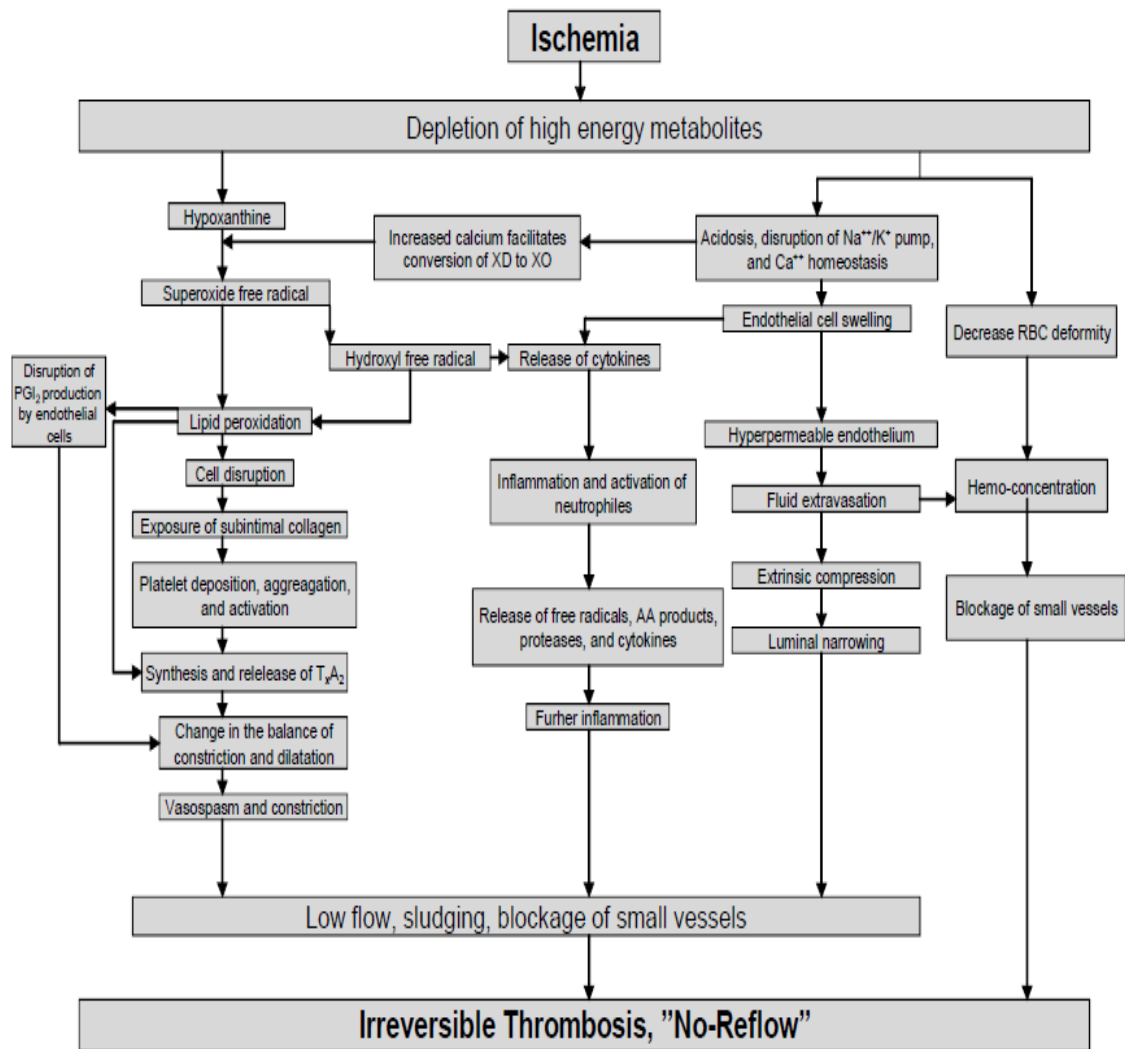 Ischemia
Depletion of high energy metabolites
Hypoxanthine
Increased calcium facilitates
conversion of XD to XO
Acidosis, disruption of Na⁺⁺/K⁺ pump,
and Ca⁺⁺ homeostasis
Superoxide free radical
Endothelial cell swelling
Decrease RBC deformity
Hydroxyl free radical
Release of cytokines
Disruption of
PGI₂ production
by endothelial
cells
Lipid peroxidation
Hyperpermeable endothelium
Cell disruption
Inflammation and activation of
neutrophiles
Fluid extravasation
Hemo-concentration
Exposure of subintimal collagen
Platelet deposition, aggreagation,
and activation
Extrinsic compression
Release of free radicals, AA products,
proteases, and cytokines
Blockage of small vessels
Luminal narrowing
Synthesis and relelease of TₓA₂
Furher inflammation
Change in the balance of
constriction and dilatation
Vasospasm and constriction
Low flow, sludging, blockage of small vessels
Irreversible Thrombosis, ”No-Reflow”